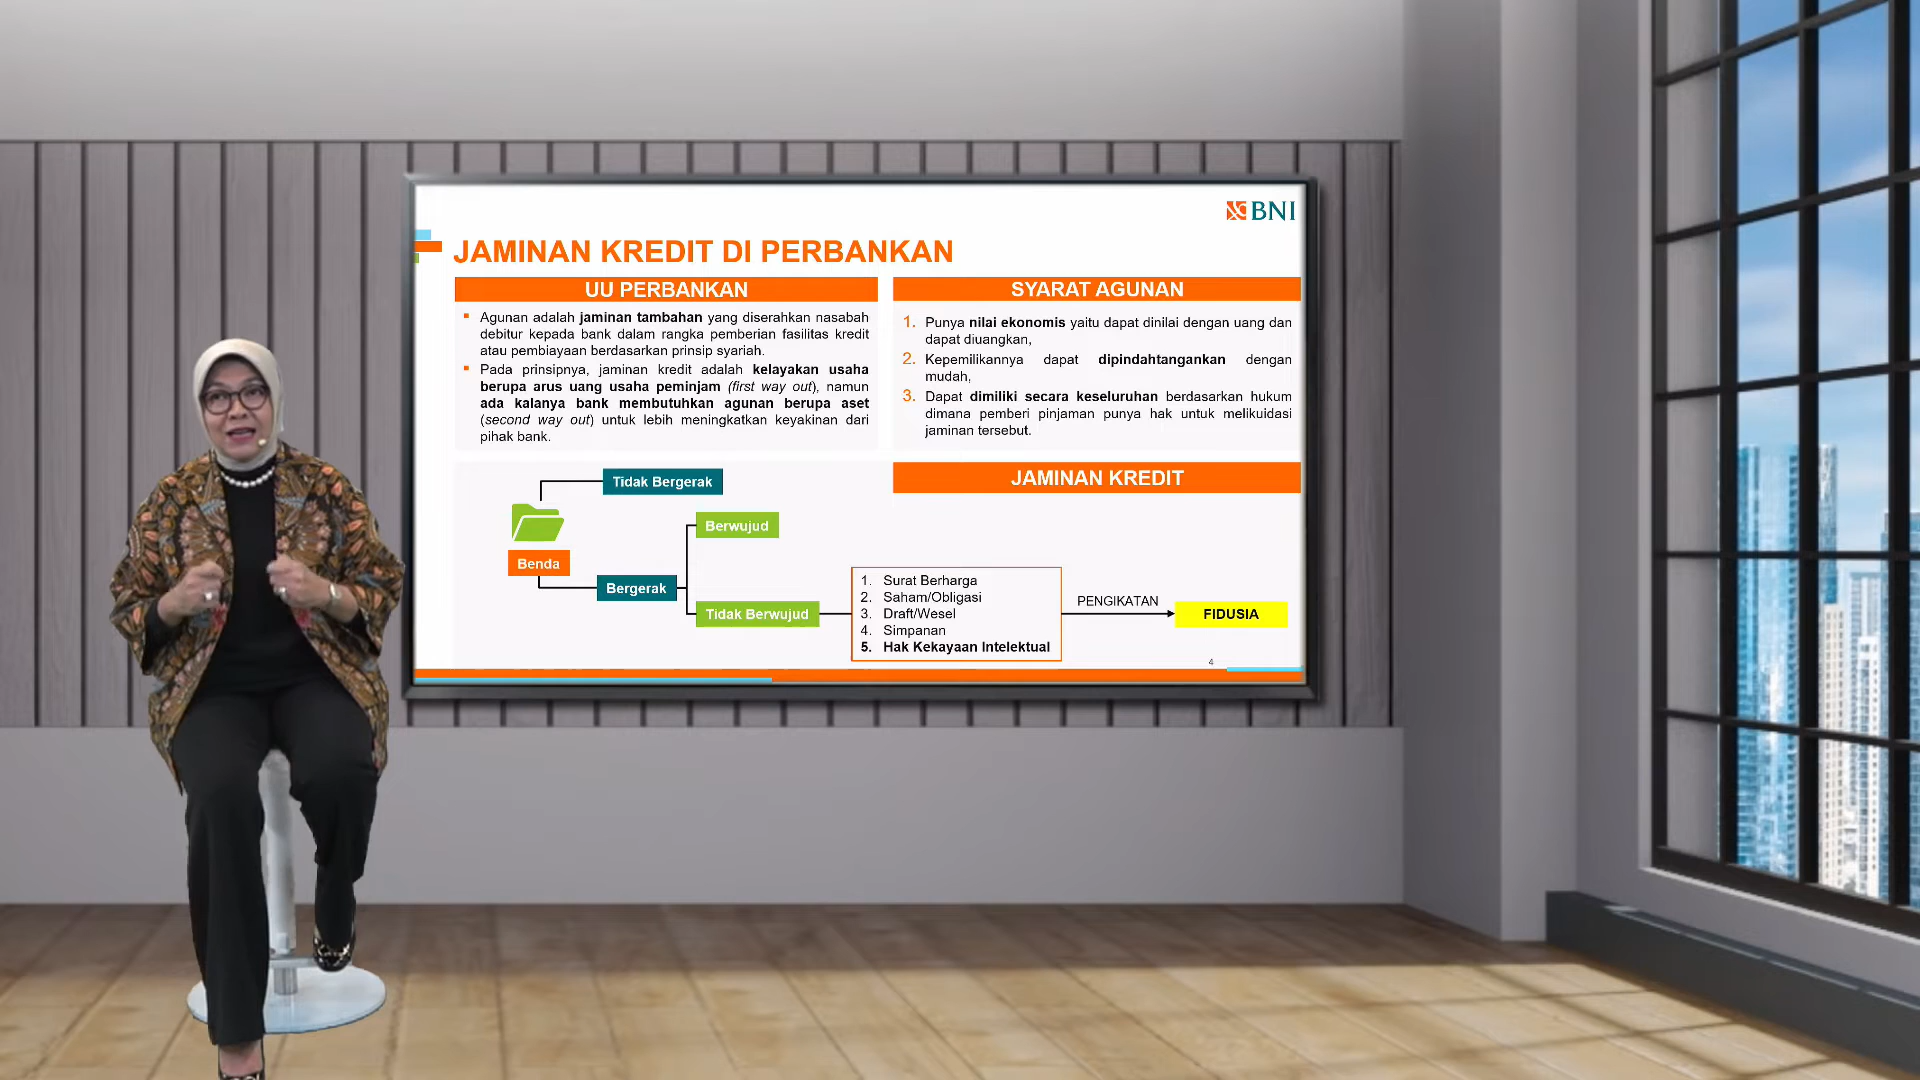 BNI
JAMINAN KREDIT DI PERBANKAN
UU PERBANKAN
▪ Agunan adalah jaminan tambahan yang diserahkan nasabah
debitur kepada bank dalam rangka pemberian fasilitas kredit
atau pembiayaan berdasarkan prinsip syariah.
▪ Pada prinsipnya, jaminan kredit adalah kelayakan usaha
berupa arus uang usaha peminjam (first way out), namun
ada kalanya bank membutuhkan agunan berupa aset
(second way out) untuk lebih meningkatkan keyakinan dari
pihak bank.
SYARAT AGUNAN
1. Punya nilai ekonomis yaitu dapat dinilai dengan uang dan
dapat diuangkan,
2. Kepemilikannya dapat dipindahtangankan dengan
mudah,
3. Dapat dimiliki secara keseluruhan berdasarkan hukum
dimana pemberi pinjaman punya hak untuk melikuidasi
jaminan tersebut.
JAMINAN KREDIT
Tidak Bergerak
Berwujud
Benda
Bergerak
Tidak Berwujud
1. Surat Berharga
2. Saham/Obligasi
3. Draft/Wesel
4. Simpanan
5. Hak Kekayaan Intelektual
PENGIKATAN
FIDUSIA
4